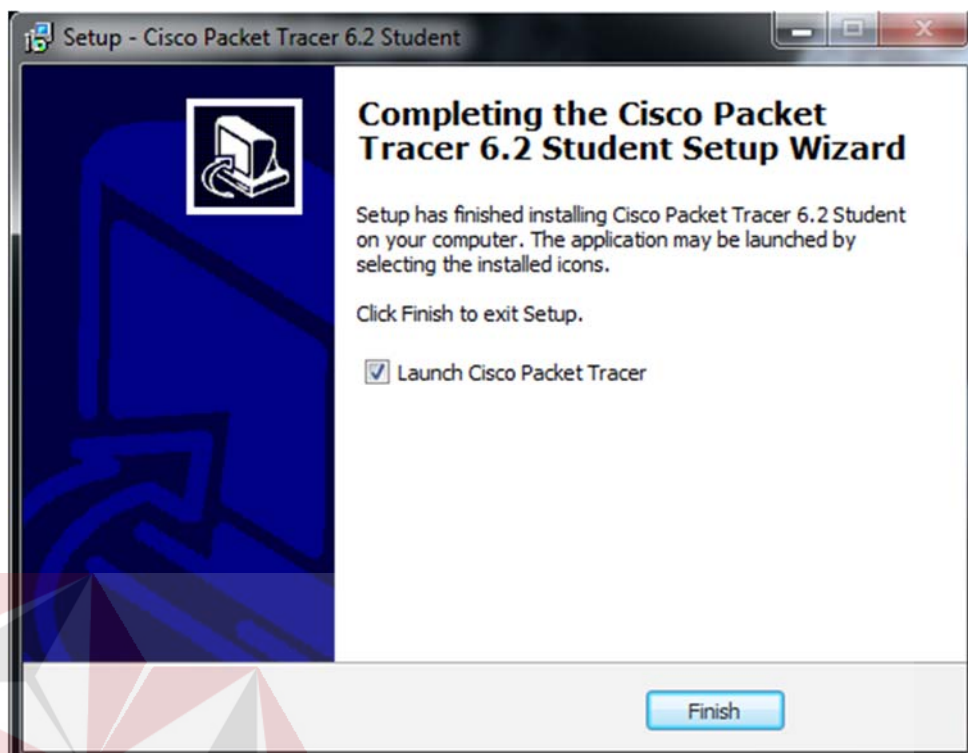 Setup - Cisco Packet Tracer 6.2 Student
Completing the Cisco Packet
Tracer 6.2 Student Setup Wizard
Setup has finished installing Cisco Packet Tracer 6.2 Student
on your computer. The application may be launched by
selecting the installed icons.
Click Finish to exit Setup.
Launch Cisco Packet Tracer
Finish